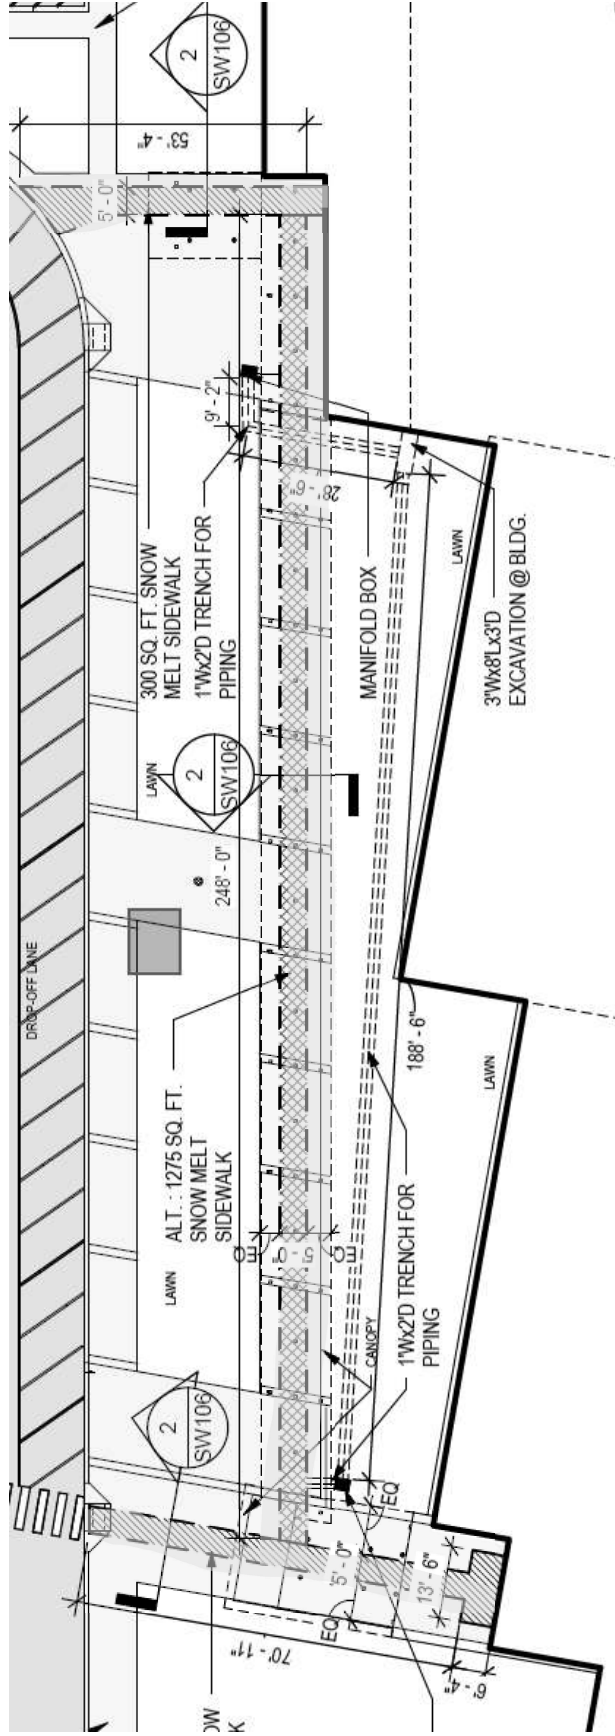 2
SW106
53' - 4"
5' - 0"
9' - 2"
28' - 6"
300 SQ. FT. SNOW
MELT SIDEWALK
1'Wx2'D TRENCH FOR
PIPING
MANIFOLD BOX
LAWN
3'Wx8'Lx3'D
EXCAVATION @ BLDG.
LAWN
2
SW106
248' - 0"
DROP-OFF LANE
188' - 6"
LAWN
ALT. : 1275 SQ. FT.
SNOW MELT
SIDEWALK
EQ
5' - 0"
EQ
LAWN
CANOPY
1'Wx2'D TRENCH FOR
PIPING
2
SW106
EQ
5' - 0"
13' - 6"
EQ
70' - 11"
6' - 4"
OW
K